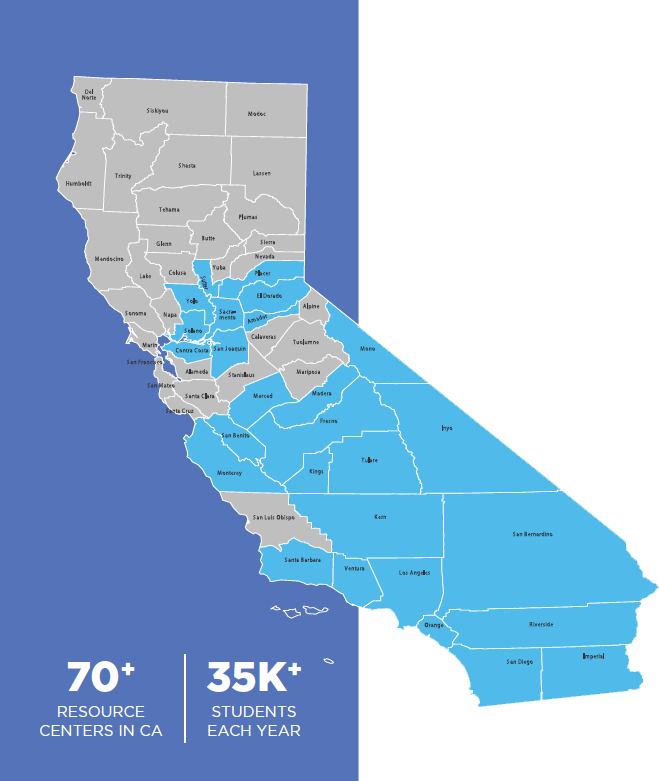 Del
Norte
Siskiyou
Modoc
Humboldt
Trinity
Shasta
Lassen
Tehama
Plumas
Mendocino
Glenn
Butte
Sierra
Nevada
Lake
Colusa
Sutter
Yuba
Placer
Sonoma
Napa
Yolo
El Dorado
Sacra-
mento
Amador
Alpine
Solano
Marin
Contra Costa
San Joaquin
Calaveras
Tuolumne
Mono
San Francisco
Alameda
San Mateo
Stanislaus
Mariposa
Santa Clara
Merced
Madera
Santa Cruz
Fresno
Inyo
San Benito
Monterey
Kings
Tulare
San Luis Obispo
Kern
San Bernardino
Santa Barbara
Ventura
Los Angeles
Orange
Riverside
San Diego
Imperial
70+
RESOURCE
CENTERS IN CA
35K+
STUDENTS
EACH YEAR